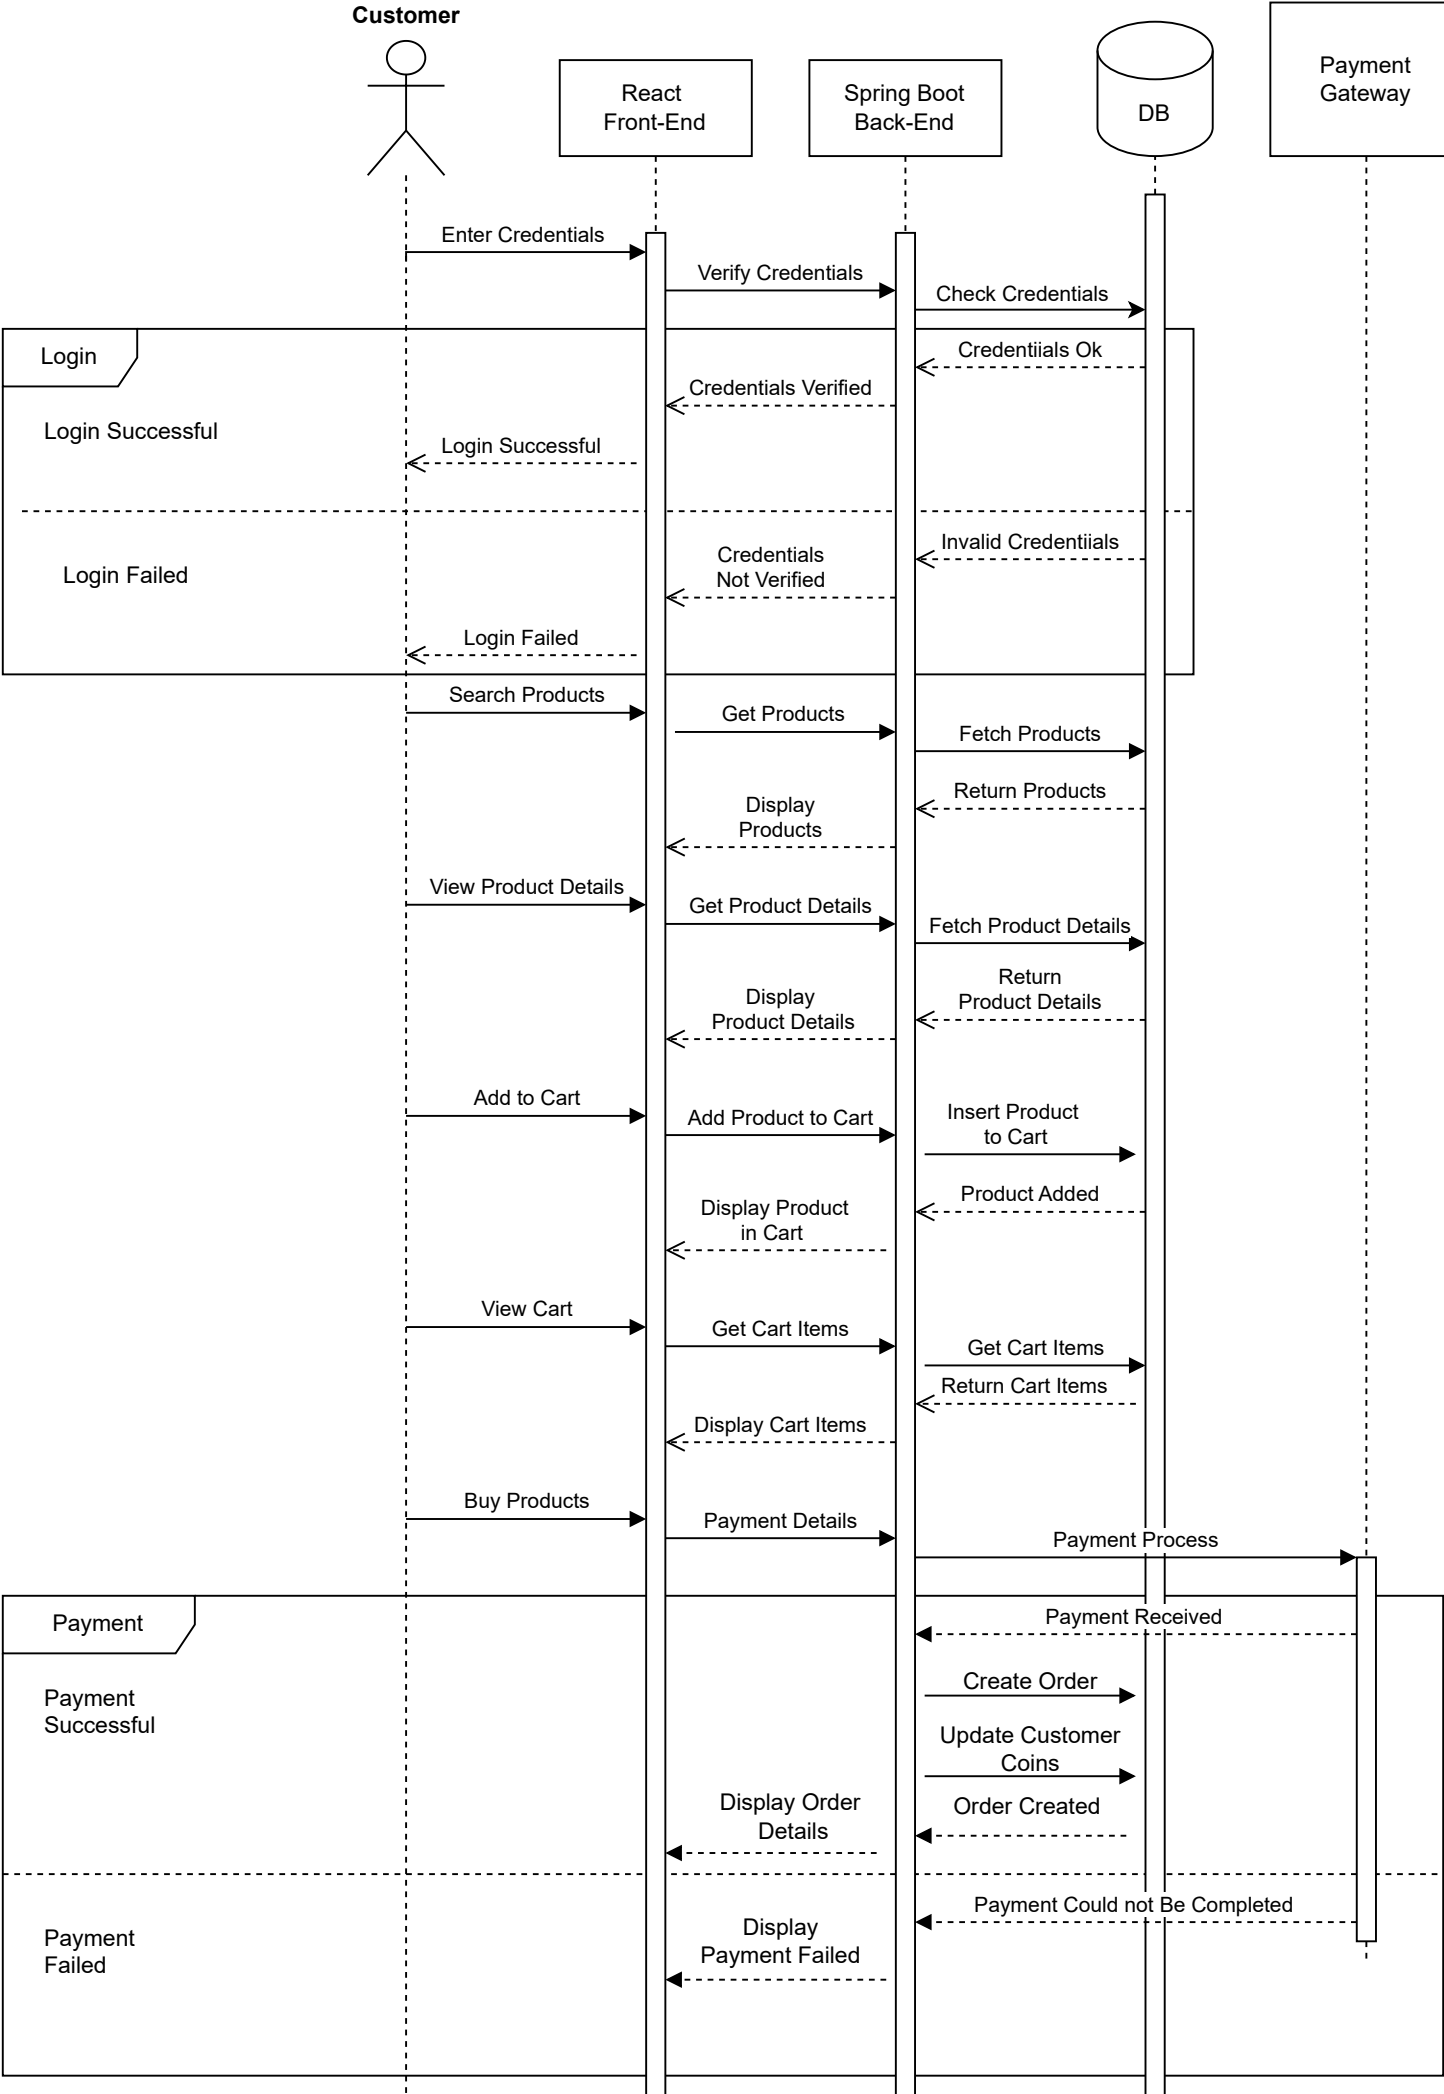 Customer
React
Front-End
Spring Boot
Back-End
DB
Payment
Gateway
Enter Credentials
Verify Credentials
Check Credentials
Login
Credentiials Ok
Credentials Verified
Login Successful
Login Successful
Invalid Credentiials
Credentials
Not Verified
Login Failed
Login Failed
Search Products
Get Products
Fetch Products
Return Products
Display
Products
View Product Details
Get Product Details
Fetch Product Details
Return
Product Details
Display
Product Details
Add to Cart
Add Product to Cart
Insert Product
to Cart
Product Added
Display Product
in Cart
View Cart
Get Cart Items
Get Cart Items
Return Cart Items
Display Cart Items
Buy Products
Payment Details
Payment Process
Payment
Payment Received
Payment
Successful
Create Order
Update Customer
Coins
Display Order
Details
Order Created
Payment Could not Be Completed
Payment
Failed
Display
Payment Failed